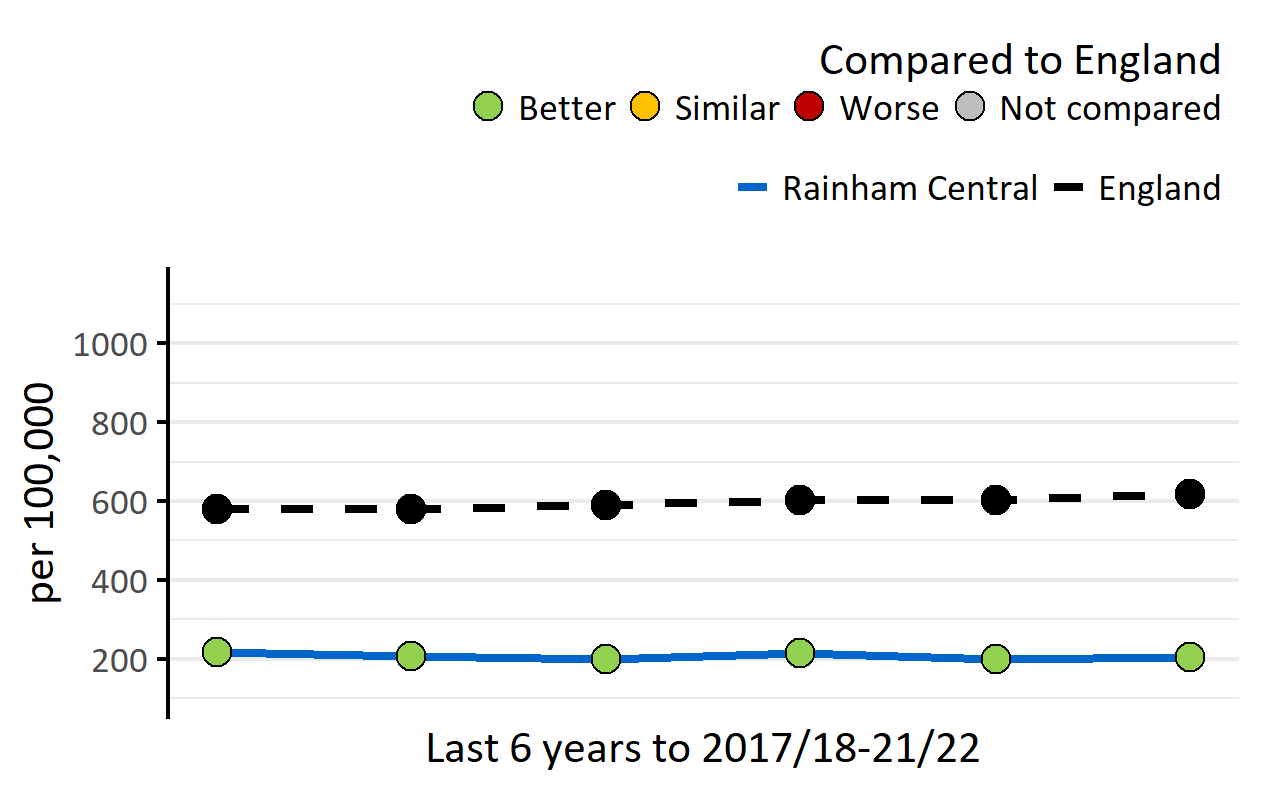 Compared to England
Better Similar Worse Not compared
Rainham Central England
1000
800
600
400
200
per 100,000
Last 6 years to 2017/18-21/22